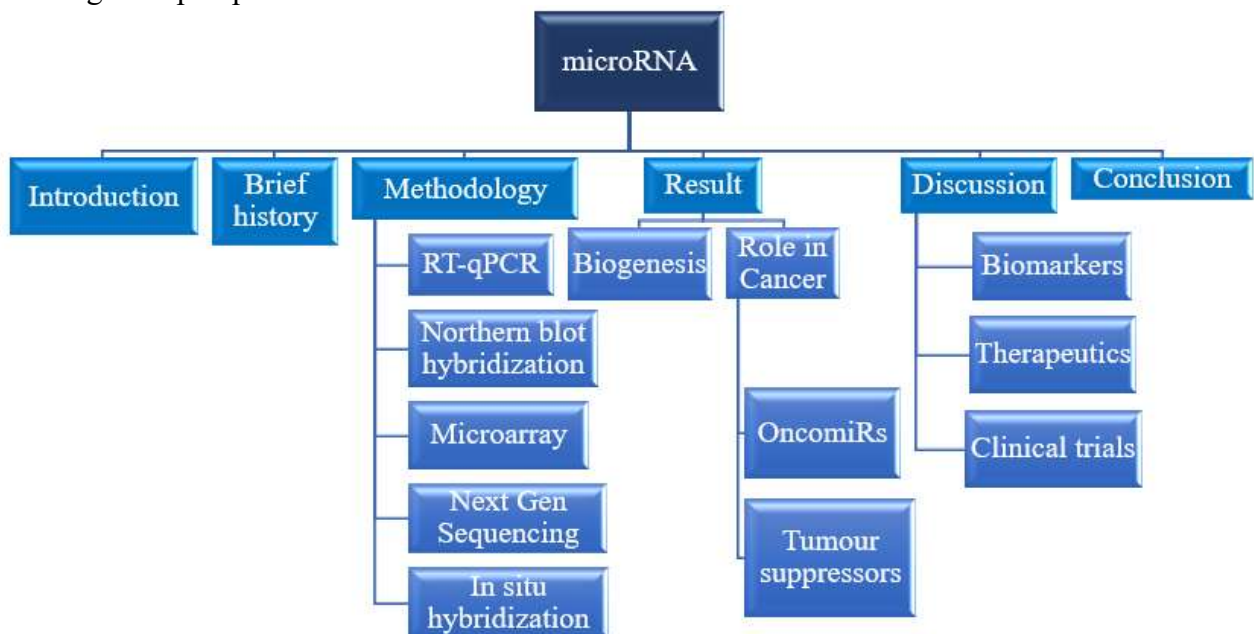 microRNA
Introduction
Brief
history
Methodology
RT-qPCR
Northern blot
hybridization
Microarray
Next Gen
Sequencing
In situ
hybridization
Result
Biogenesis
Role in
Cancer
OncomiRs
Tumour
suppressors
Discussion
Biomarkers
Therapeutics
Clinical trials
Conclusion